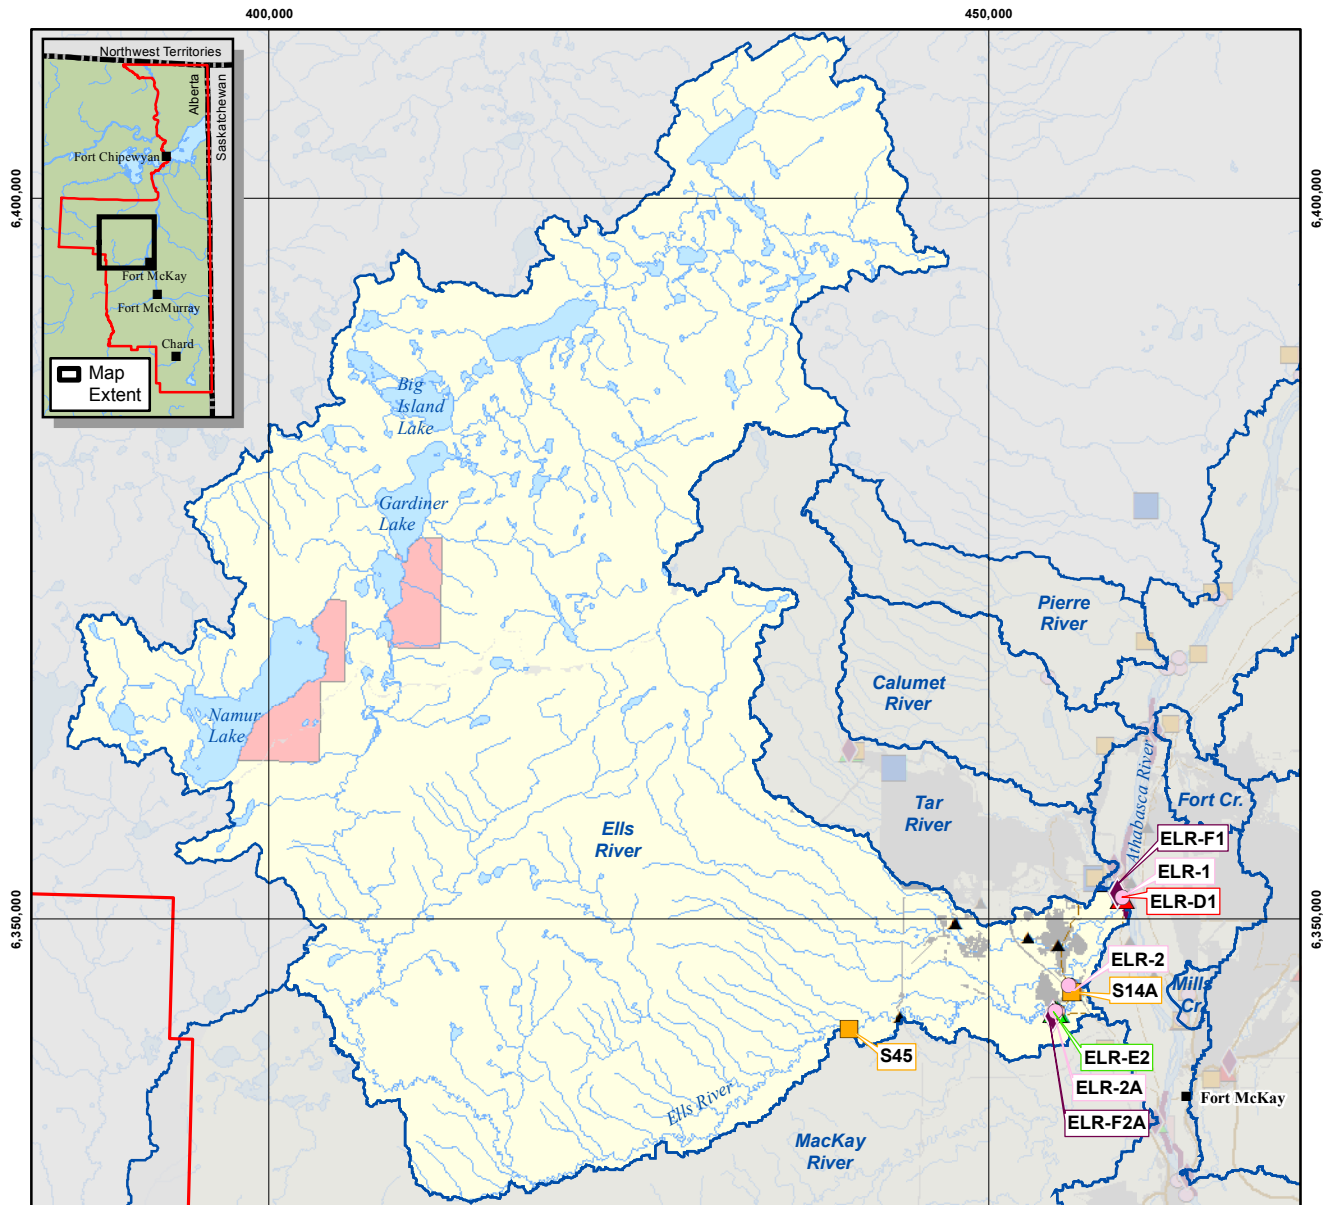 400,000
450,000
Northwest Territories
Alberta
Saskatchewan
Fort Chipewyan
Fort McKay
Fort McMurray
Chard
Map
Extent
6,400,000
6,400,000
Big
Island
Lake
Gardiner
Lake
Namur
Lake
Pierre
River
Calumet
River
Tar
River
Fort Cr.
Athabasca River
Ells
River
ELR-F1
ELR-1
ELR-D1
6,350,000
6,350,000
ELR-2
S14A
Mills
Cr.
S45
ELR-E2
ELR-2A
ELR-F2A
Fort McKay
Ells River
MacKay
River